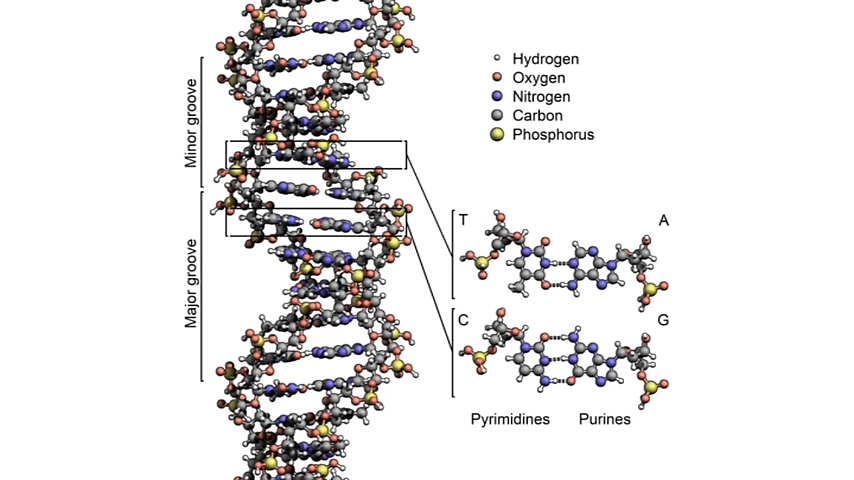 Hydrogen
Oxygen
Nitrogen
Carbon
Phosphorus
Minor groove
Major groove
T A
C G
Pyrimidines Purines